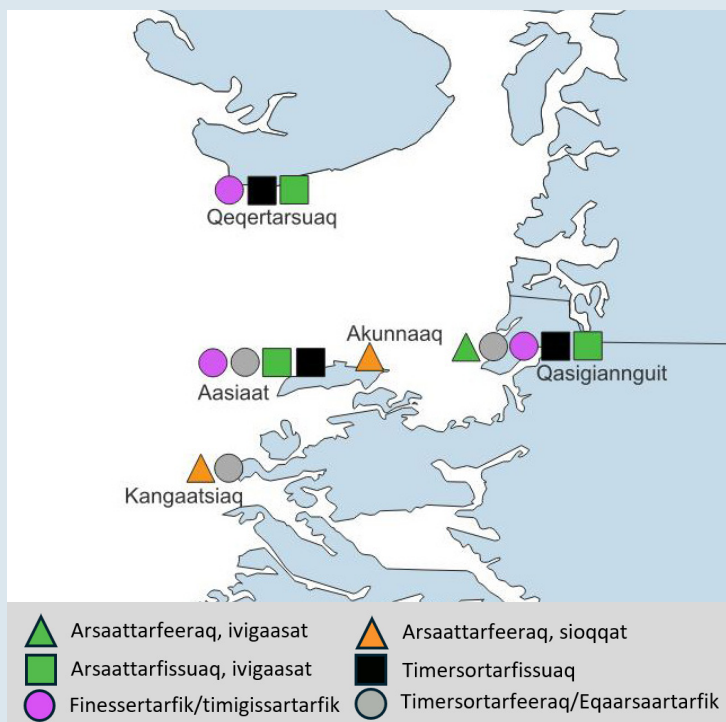 Qeqertarsuaq
Akunnaaq
Qasigiannguit
Aasiaat
Kangaatsiaq
Arsaattarfeeraq, ivigaasat
Arsaattarfeeraq, sioqqat
Arsaattarfissuaq, ivigaasat
Timersortarfissuaq
Finessertarfik/timigissartarfik
Timersortarfeeraq/Eqaarsaartarfik